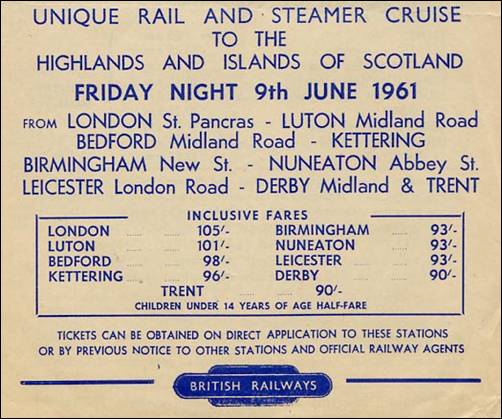 UNIQUE RAIL AND STEAMER CRUISE
TO THE
HIGHLANDS AND ISLANDS OF SCOTLAND
FRIDAY NIGHT 9th JUNE 1961
FROM LONDON St. Pancras - LUTON Midland Road
BEDFORD Midland Road - KETTERING
BIRMINGHAM New St. - NUNEATON Abbey St.
LEICESTER London Road - DERBY Midland & TRENT
INCLUSIVE FARES
LONDON ...... 105/- BIRMINGHAM ...... 93/-
LUTON ...... 101/- NUNEATON ...... 93/-
BEDFORD ...... 98/- LEICESTER ...... 93/-
KETTERING ...... 96/- DERBY ...... 90/-
TRENT ...... 90/-
CHILDREN UNDER 14 YEARS OF AGE HALF-FARE
TICKETS CAN BE OBTAINED ON DIRECT APPLICATION TO THESE STATIONS
OR BY PREVIOUS NOTICE TO OTHER STATIONS AND OFFICIAL RAILWAY AGENTS
BRITISH RAILWAYS